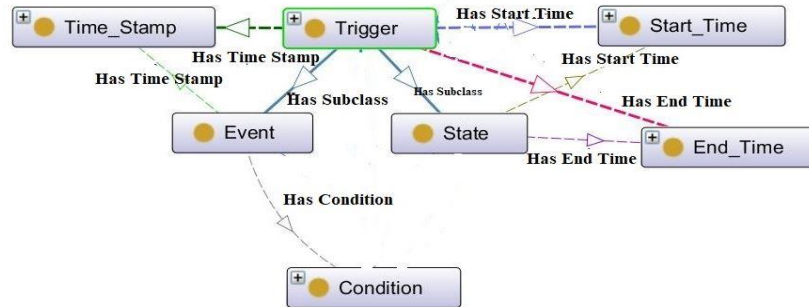 Time_Stamp
Trigger
Has Start Time
Start_Time
Has Time Stamp
Has Start Time
Has Time Stamp
Has Subclass
Has Subclass
Has End Time
Event
State
End_Time
Has End Time
Has Condition
Condition